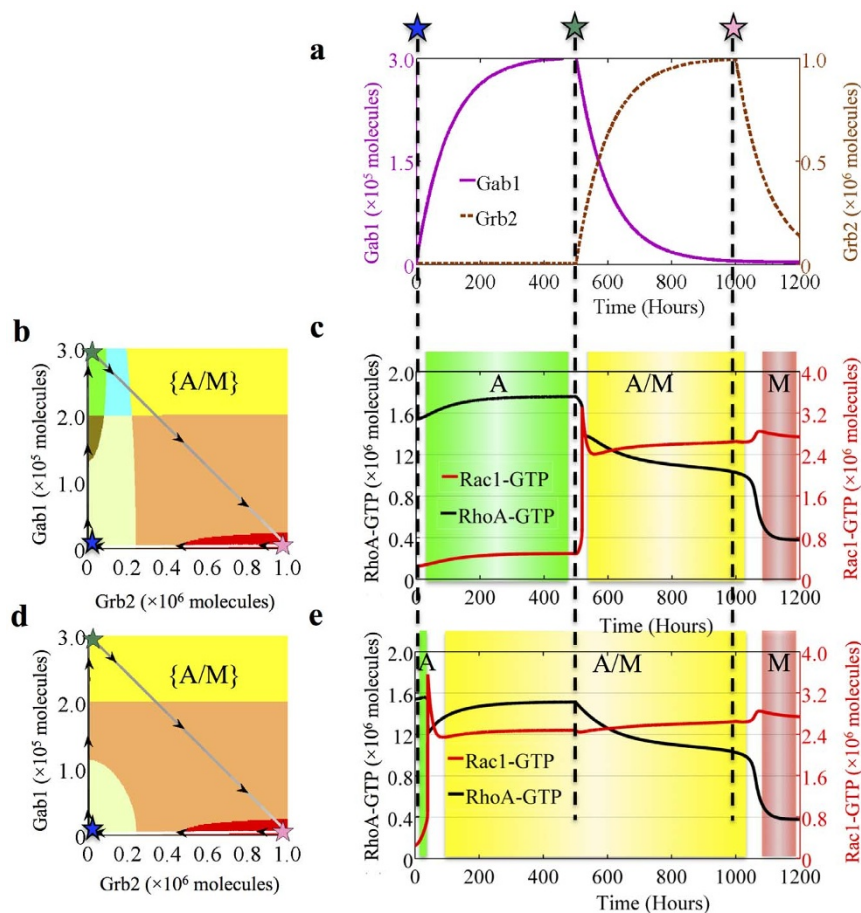 a
3.0
1.5
0
1.0
0.5
0
Gab1 (×10⁵ molecules)
Grb2 (×10⁶ molecules)
Gab1
Grb2
0 200 400 600 800 1000 1200
Time (Hours)
b
3.0
2.0
1.0
0
Gab1 (×10⁵ molecules)
{A/M}
0 0.2 0.4 0.6 0.8 1.0
Grb2 (×10⁶ molecules)
c
2.0
1.6
1.2
0.8
0.4
0
RhoA-GTP (×10⁶ molecules)
A
A/M
M
Rac1-GTP
RhoA-GTP
4.0
3.2
2.4
1.6
0.8
0
Rac1-GTP (×10⁶ molecules)
0 200 400 600 800 1000 1200
Time (Hours)
d
3.0
2.0
1.0
0
Gab1 (×10⁵ molecules)
{A/M}
0 0.2 0.4 0.6 0.8 1.0
Grb2 (×10⁶ molecules)
e
2.0
1.6
1.2
0.8
0.4
0
RhoA-GTP (×10⁶ molecules)
A
A/M
M
Rac1-GTP
RhoA-GTP
4.0
3.2
2.4
1.6
0.8
0
Rac1-GTP (×10⁶ molecules)
0 200 400 600 800 1000 1200
Time (Hours)